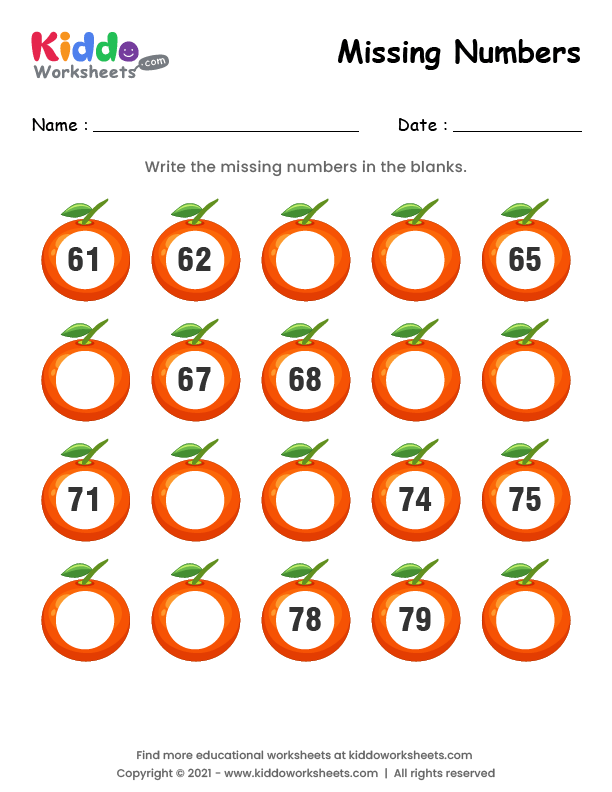 Kiddo
Worksheets.com
Missing Numbers
Name :
Date :
Write the missing numbers in the blanks.
61 62 65
67 68
71 74 75
78 79
Find more educational worksheets at kiddoworksheets.com
Copyright © 2021 - www.kiddoworksheets.com | All rights reserved